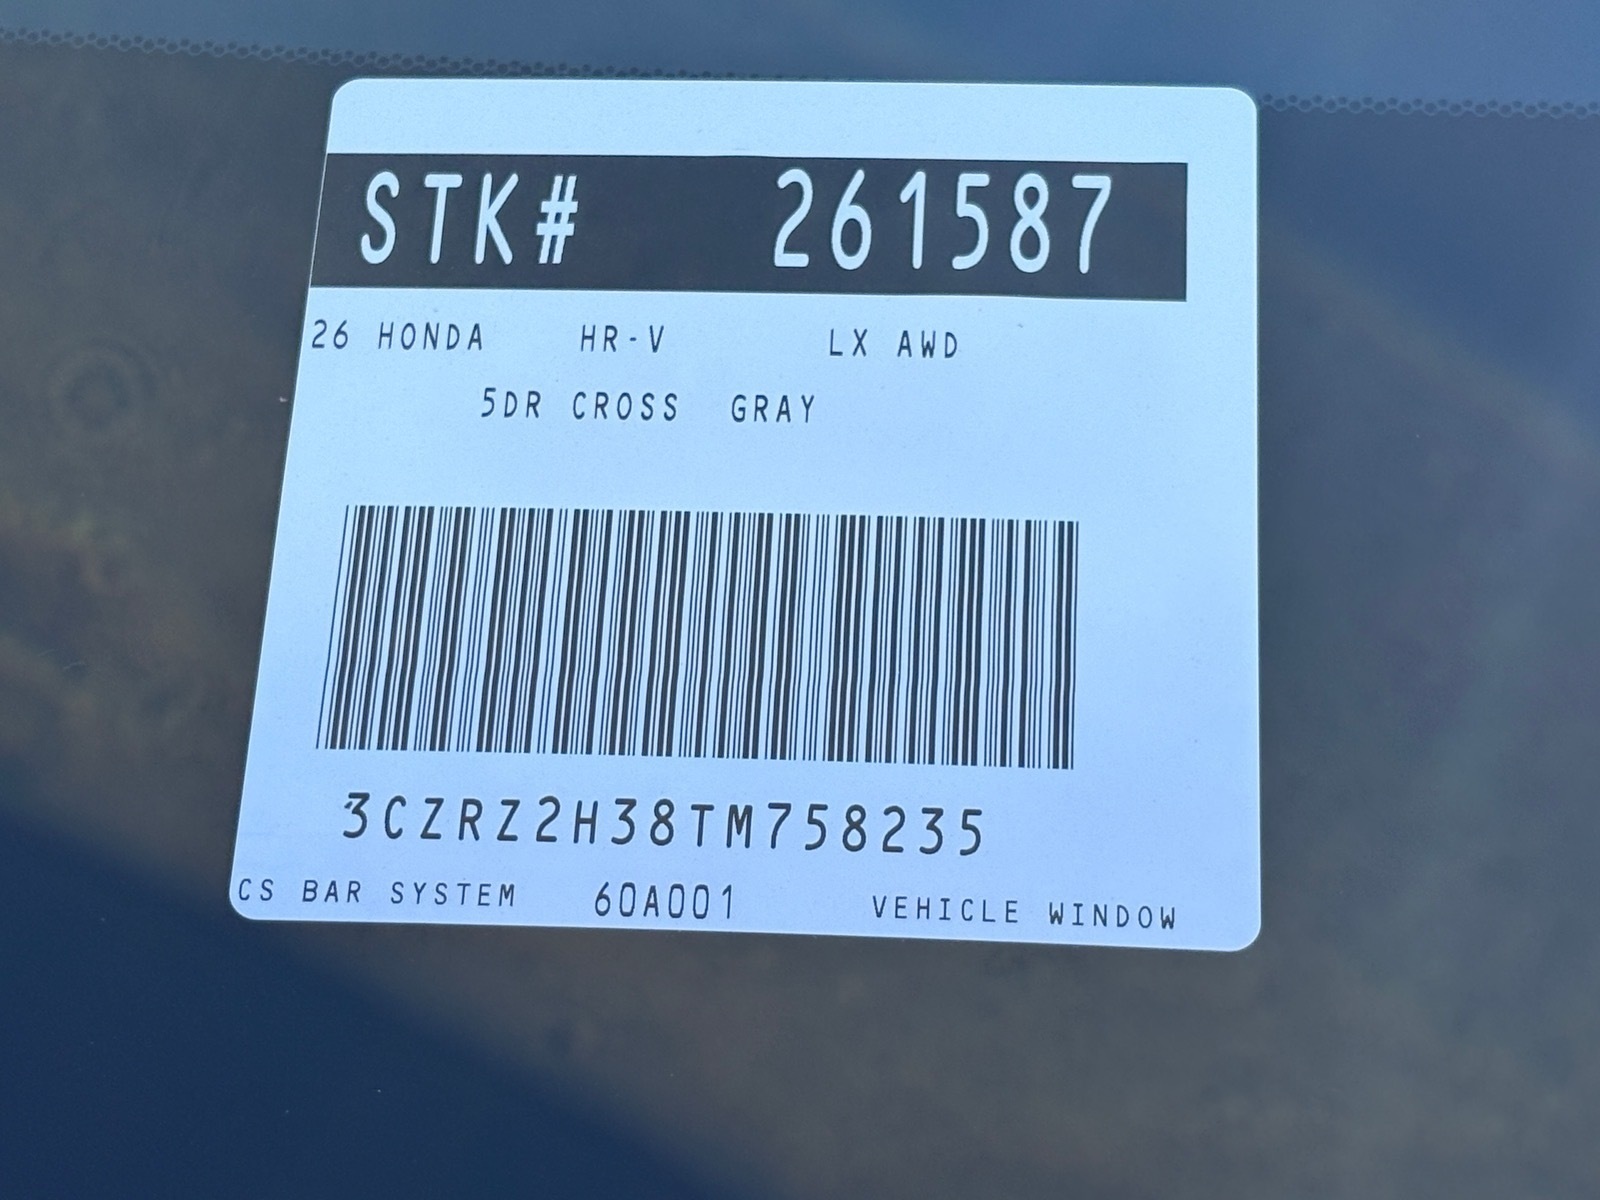 STK# 261587
26 HONDA HR-V LX AWD
5DR CROSS GRAY
3CZRZ2H38TM758235
CS BAR SYSTEM 60A001 VEHICLE WINDOW